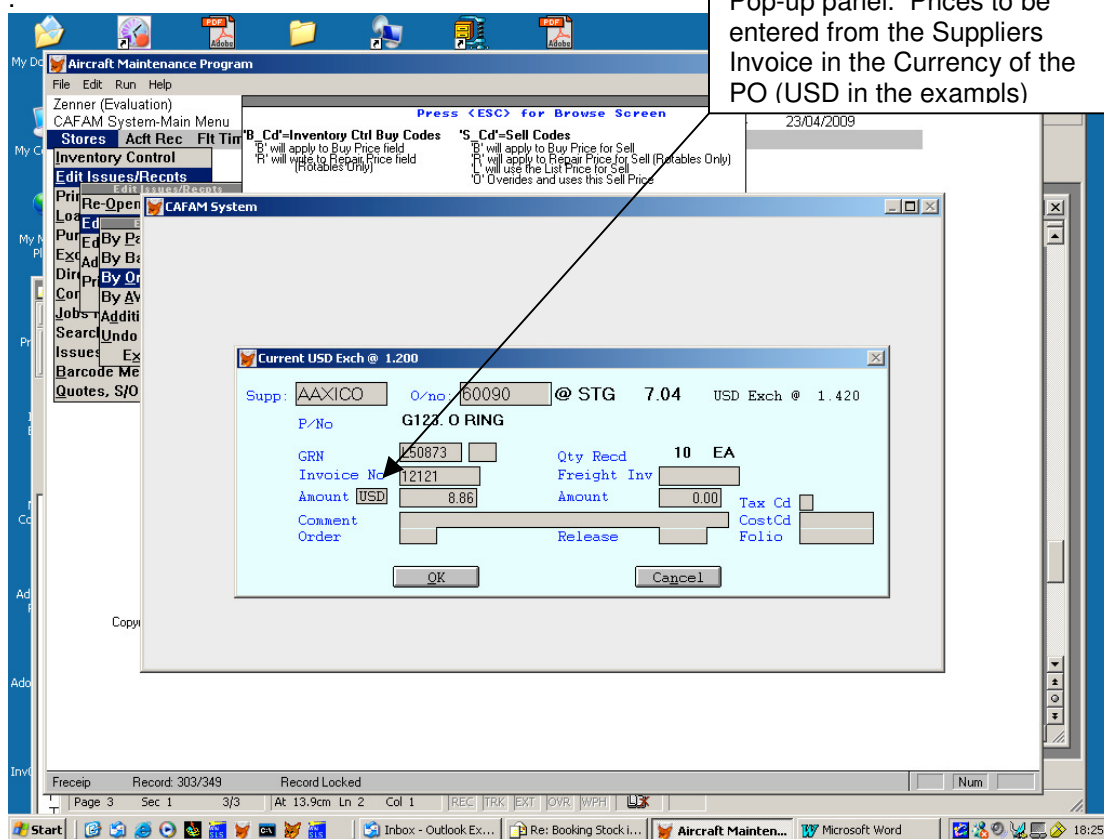 .
Pop-up panel. Prices to be
entered from the Suppliers
Invoice in the Currency of the
PO (USD in the exampls)
Adobe
Adobe
My
Aircraft Maintenance Program
File Edit Run Help
Zenner (Evaluation)
CAFAM System-Main Menu
23/04/2009
Press <ESC> for Browse Screen
Stores Acft Rec Flt Tim
'B_Cd'=Inventory Ctrl Buy Codes 'S_Cd'=Sell Codes
'B' will apply to Buy Price field 'B' will apply to Buy Price for Sell
'R' will write to Repair Price field 'R' will apply to Repair Price for Sell (Rotables Only)
(Rotables Only) 'L' will use the List Price for Sell
'O' Overides and uses this Sell Price
Inventory Control
Edit Issues/Recpts
Edit Issues/Recpts
Re-Open
CAFAM System
By
By
By
By AV
Additi
Undo
Search
Issues
Barcode Me
Quotes, S/O
Current USD Exch @ 1.200
Supp: AAXICO O/no: 60090 @ STG 7.04 USD Exch @ 1.420
P/No G123. O RING
GRN L50873 Qty Recd 10 EA
Invoice No 12121 Freight Inv
Amount USD 8.86 Amount 0.00 Tax Cd
Comment CostCd
Order Release Folio
OK Cancel
Freceip Record: 303/349 Record Locked Num
Page 3 Sec 1 3/3 At 13.9cm Ln 2 Col 1 REC TRK EXT OVR WPH
Start Inbox - Outlook Ex... Re: Booking Stock i... Aircraft Mainten... Microsoft Word 18:25